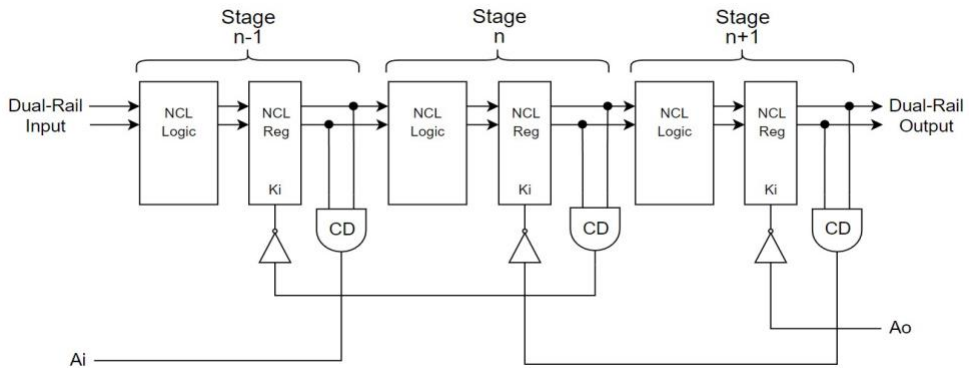 Stage
n-1
Stage
n
Stage
n+1
Dual-Rail
Input
NCL
Logic
NCL
Reg
Ki
CD
NCL
Logic
NCL
Reg
Ki
CD
NCL
Logic
NCL
Reg
Ki
CD
Dual-Rail
Output
Ao
Ai